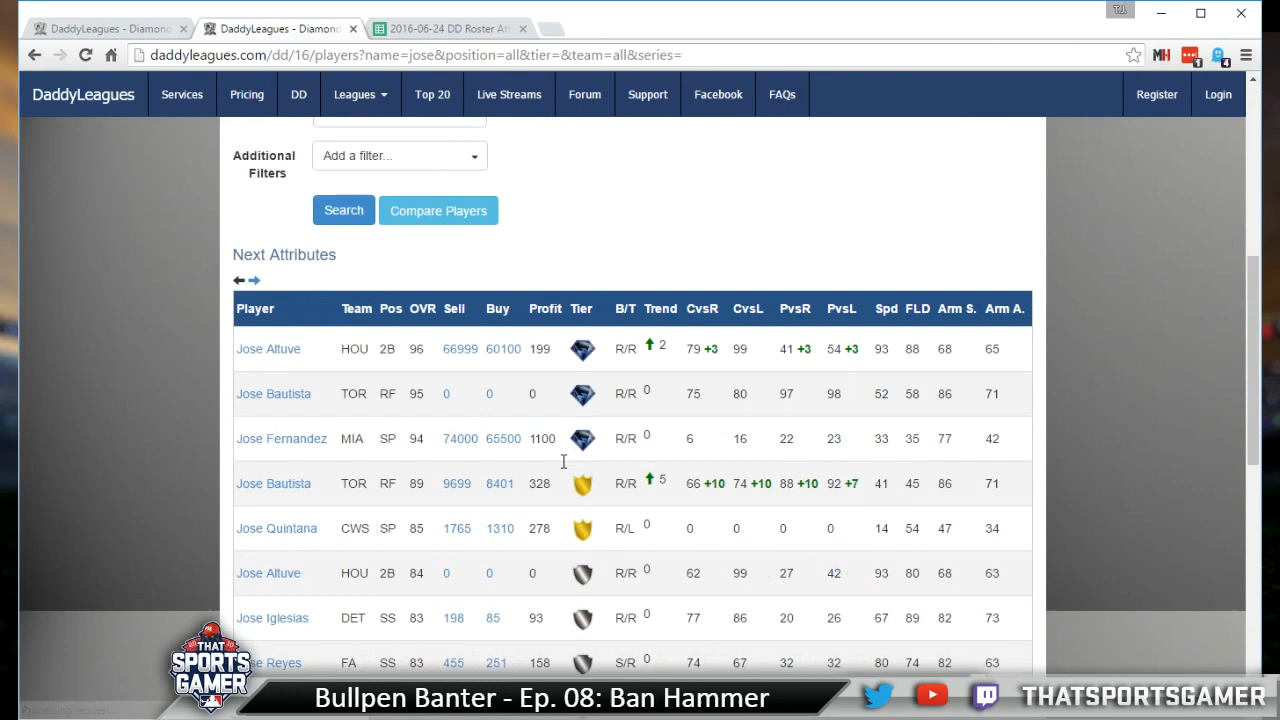 TJ
DaddyLeagues - Diamond
DaddyLeagues - Diamond
2016-06-24 DD Roster Att
daddyleagues.com/dd/16/players?name=jose&position=all&tier=&team=all&series=
MH
1
4
DaddyLeagues Services Pricing DD Leagues Top 20 Live Streams Forum Support Facebook FAQs Register Login
Additional Filters
Add a filter...
Search Compare Players
Next Attributes
Player Team Pos OVR Sell Buy Profit Tier B/T Trend CvsR CvsL PvsR PvsL Spd FLD Arm S. Arm A.
Jose Altuve HOU 2B 96 66999 60100 199 R/R 2 79 +3 99 41 +3 54 +3 93 88 68 65
Jose Bautista TOR RF 95 0 0 0 R/R 0 75 80 97 98 52 58 86 71
Jose Fernandez MIA SP 94 74000 65500 1100 R/R 0 6 16 22 23 33 35 77 42
Jose Bautista TOR RF 89 9699 8401 328 R/R 5 66 +10 74 +10 88 +10 92 +7 41 45 86 71
Jose Quintana CWS SP 85 1765 1310 278 R/L 0 0 0 0 0 14 54 47 34
Jose Altuve HOU 2B 84 0 0 0 R/R 0 62 99 27 42 93 80 68 63
Jose Iglesias DET SS 83 198 85 93 R/R 0 77 86 20 26 67 89 82 73
Jose Reyes FA SS 83 455 251 158 S/R 0 74 67 32 32 80 74 82 63
THAT
SPORTS
GAMER
Bullpen Banter - Ep. 08: Ban Hammer
THATSPORTSGAMER